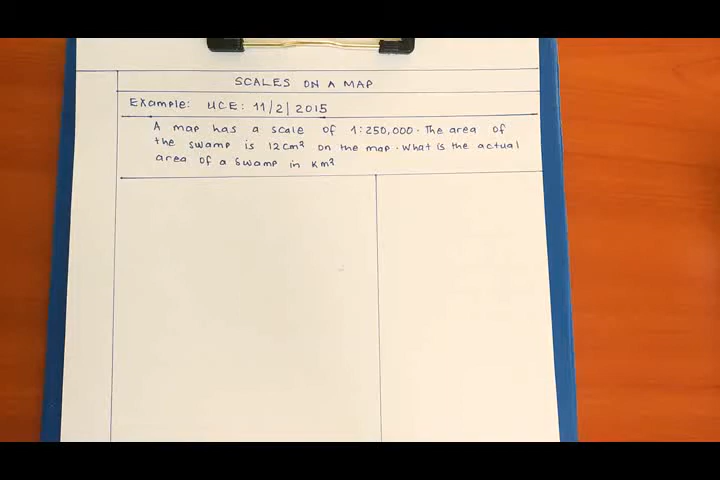 SCALES ON A MAP
Example: UCE: 11/2/2015
A map has a scale of 1:250,000. The area of
the swamp is 12cm² on the map. What is the actual
area of a swamp in Km²